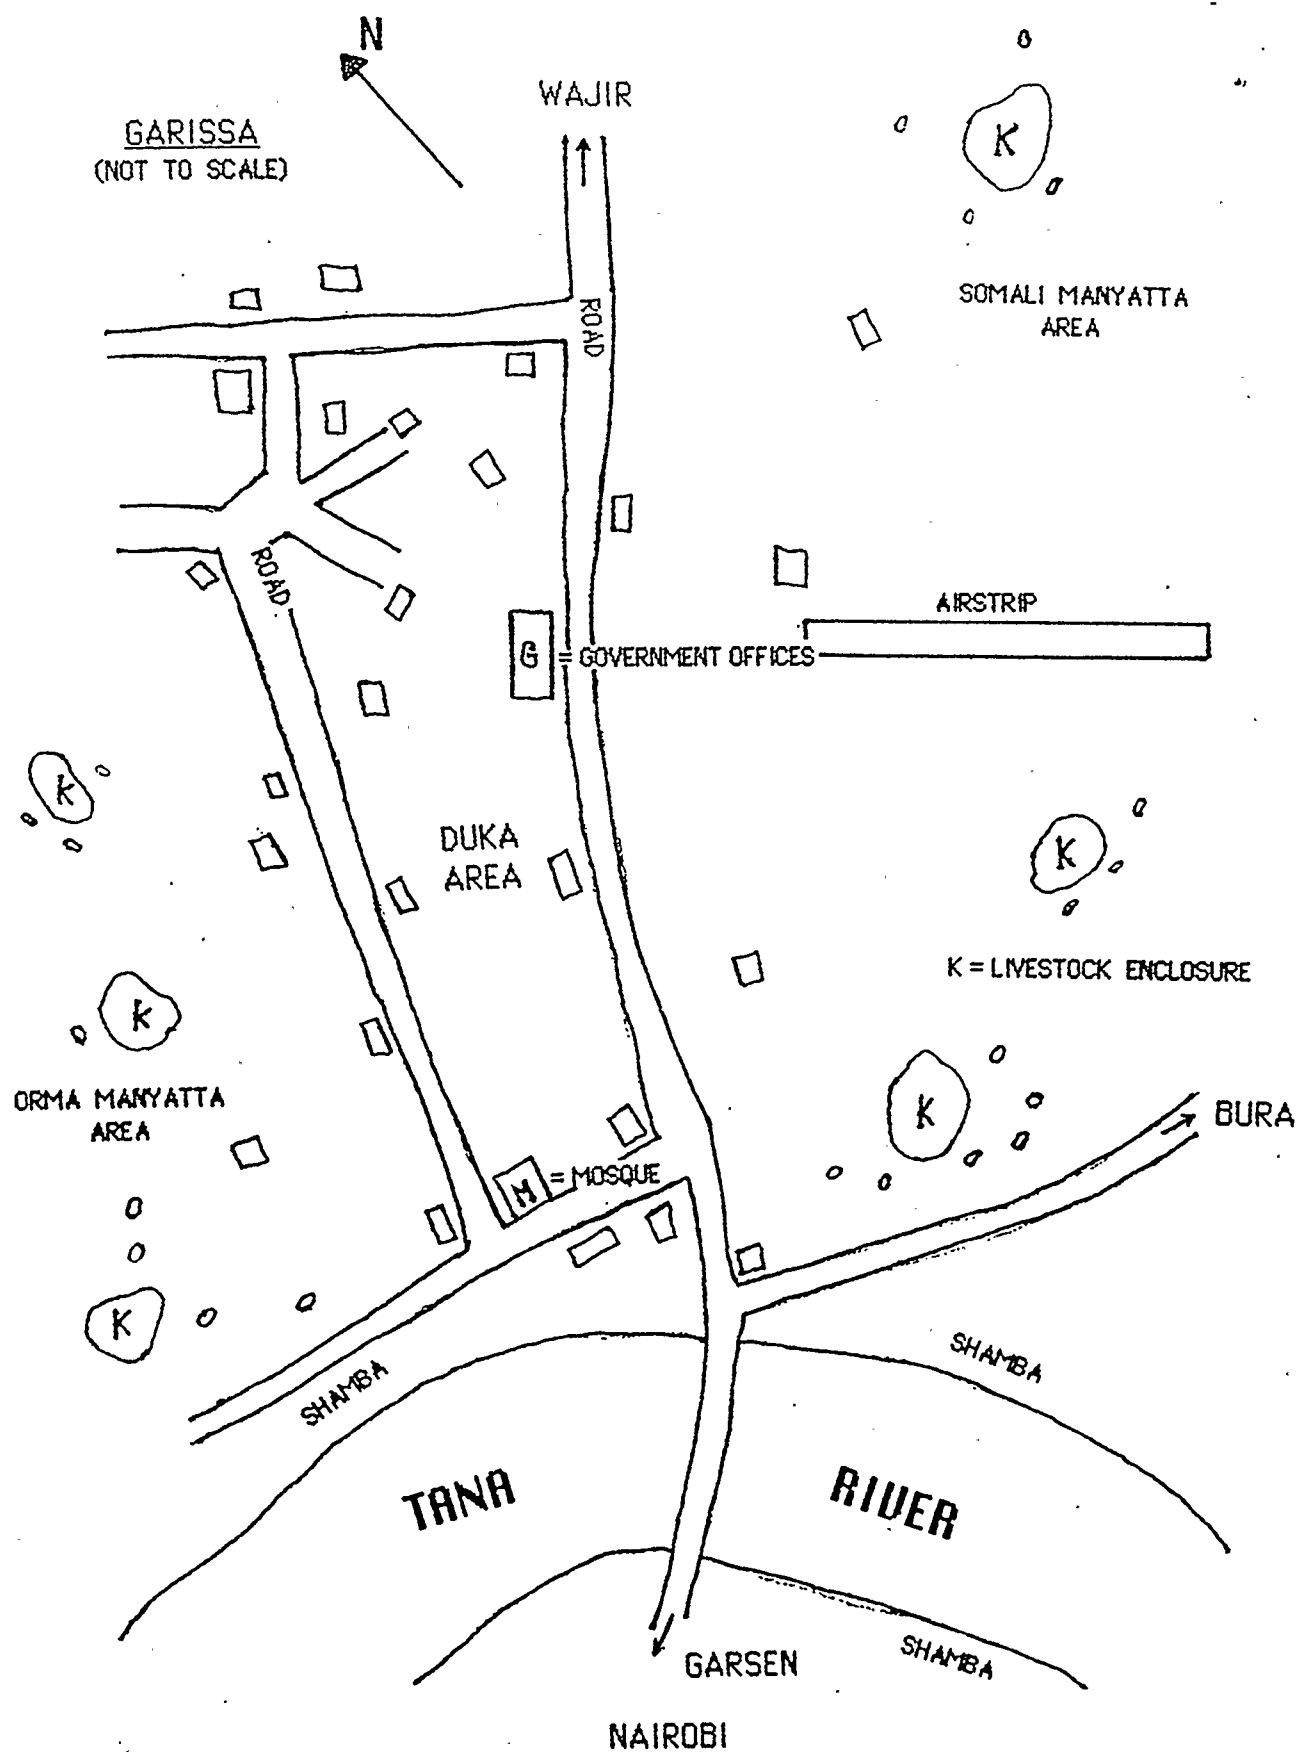 N
WAJIR
GARISSA
(NOT TO SCALE)
K
SOMALI MANYATTA
AREA
ROAD
ROAD
AIRSTRIP
G = GOVERNMENT OFFICES
K
DUKA
AREA
K
K = LIVESTOCK ENCLOSURE
K
ORMA MANYATTA
AREA
K
BURA
M = MOSQUE
K
SHAMBA
SHAMBA
TANA
RIVER
SHAMBA
GARSEN
NAIROBI